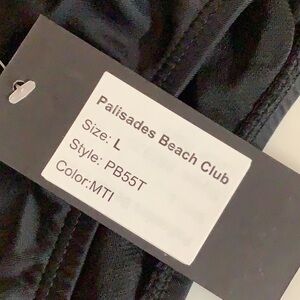 Palisades Beach Club
Size: L
Style: PB55T
Color:MTI